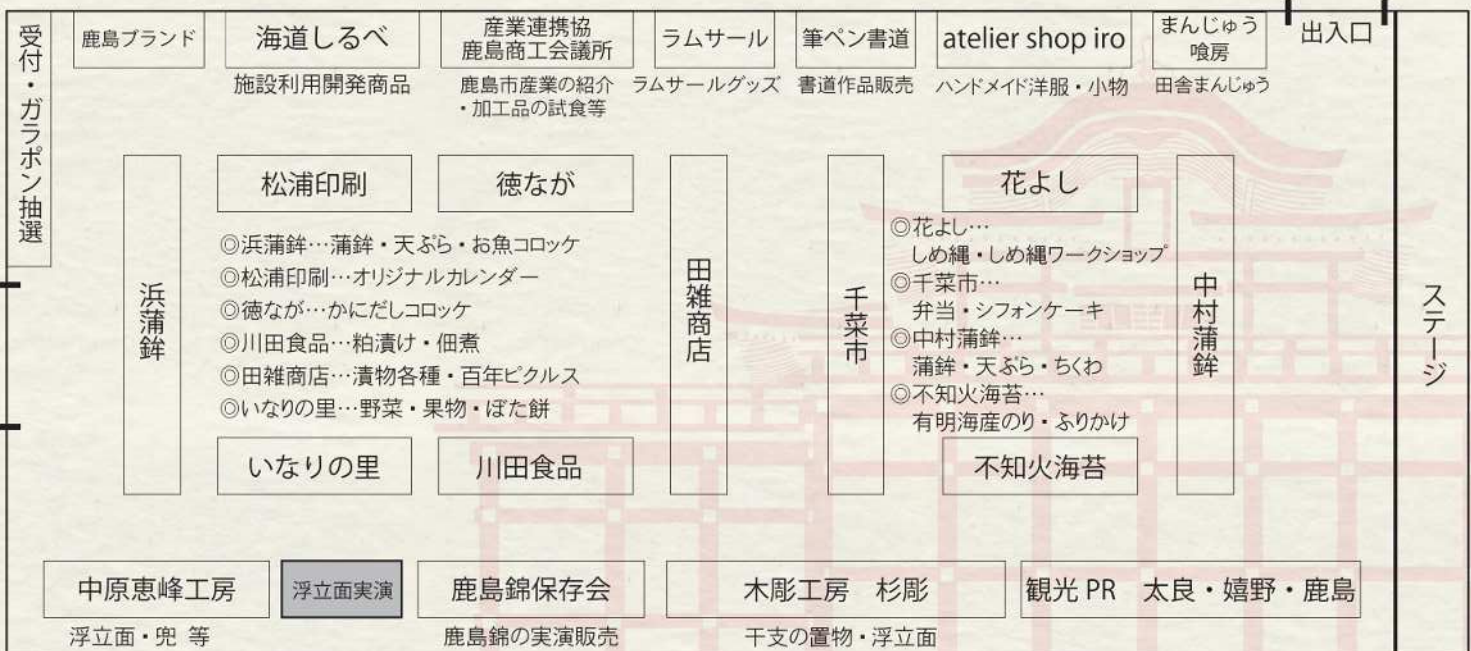 受付・ガラポン抽選
鹿島ブランド
海道しるべ
施設利用開発商品
産業連携協
鹿島商工会議所
鹿島市産業の紹介
・加工品の試食等
ラムサール
ラムサールグッズ
筆ペン書道
書道作品販売
atelier shop iro
ハンドメイド洋服・小物
まんじゅう
喰房
田舎まんじゅう
出入口
浜蒲鉾
松浦印刷
徳なが
◎浜蒲鉾…蒲鉾・天ぷら・お魚コロッケ
◎松浦印刷…オリジナルカレンダー
◎徳なが…かにだしコロッケ
◎川田食品…粕漬け・佃煮
◎田雑商店…漬物各種・百年ピクルス
◎いなりの里…野菜・果物・ぼた餅
いなりの里
川田食品
田雑商店
千菜市
花よし
◎花よし…
しめ縄・しめ縄ワークショップ
◎千菜市…
弁当・シフォンケーキ
◎中村蒲鉾…
蒲鉾・天ぷら・ちくわ
◎不知火海苔…
有明海産のり・ふりかけ
不知火海苔
中村蒲鉾
ステージ
中原恵峰工房
浮立面・兜 等
浮立面実演
鹿島錦保存会
鹿島錦の実演販売
木彫工房 杉彫
干支の置物・浮立面
観光 PR 太良・嬉野・鹿島